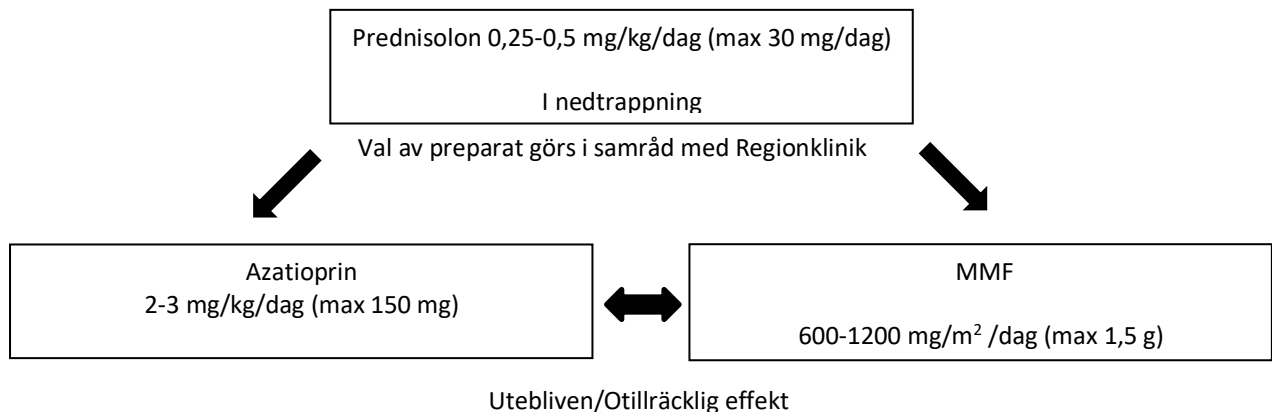 Prednisolon 0,25-0,5 mg/kg/dag (max 30 mg/dag)
I nedtrappning
Val av preparat görs i samråd med Regionklinik
Azatioprin
2-3 mg/kg/dag (max 150 mg)
MMF
600-1200 mg/m² /dag (max 1,5 g)
Utebliven/Otillräcklig effekt